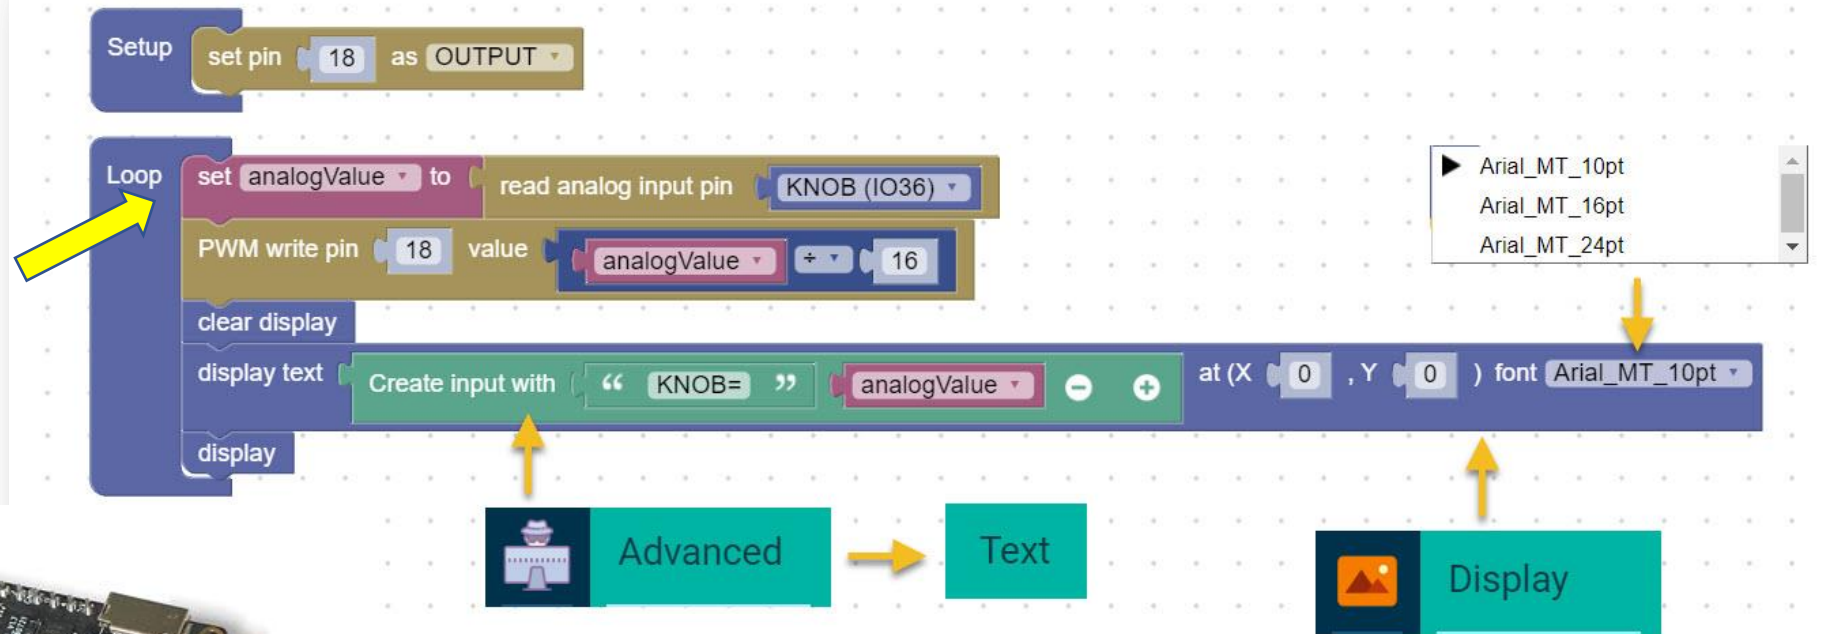 Setup
set pin 18 as OUTPUT
Loop
set analogValue to read analog input pin KNOB (IO36)
PWM write pin 18 value analogValue ÷ 16
clear display
display text Create input with “ KNOB= ” analogValue at (X 0 , Y 0 ) font Arial_MT_10pt
display
Arial_MT_10pt
Arial_MT_16pt
Arial_MT_24pt
Advanced
Text
Display